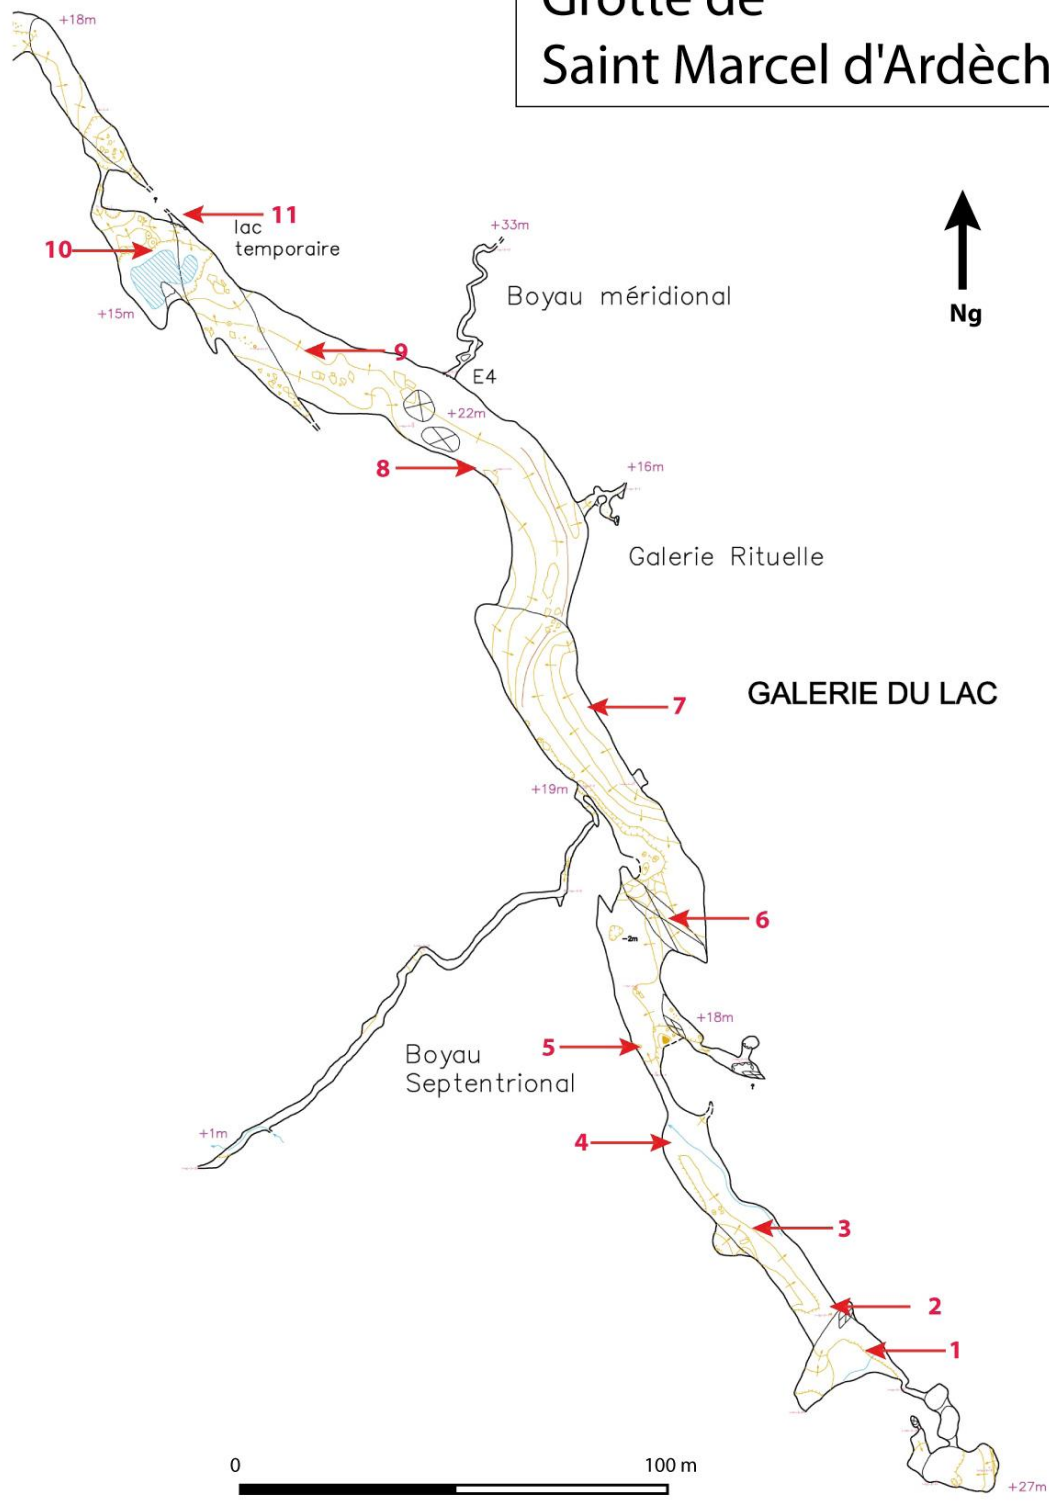 Grotte de
Saint Marcel d'Ardèch
+18m
?
11
lac
temporaire
10
+33m
Boyau méridional
+15m
Ng
9
E4
+22m
8
+16m
Galerie Rituelle
7
GALERIE DU LAC
+19m
6
-2m
+18m
5
Boyau
Septentrional
?
+1m
4
3
2
1
0
100 m
+27m